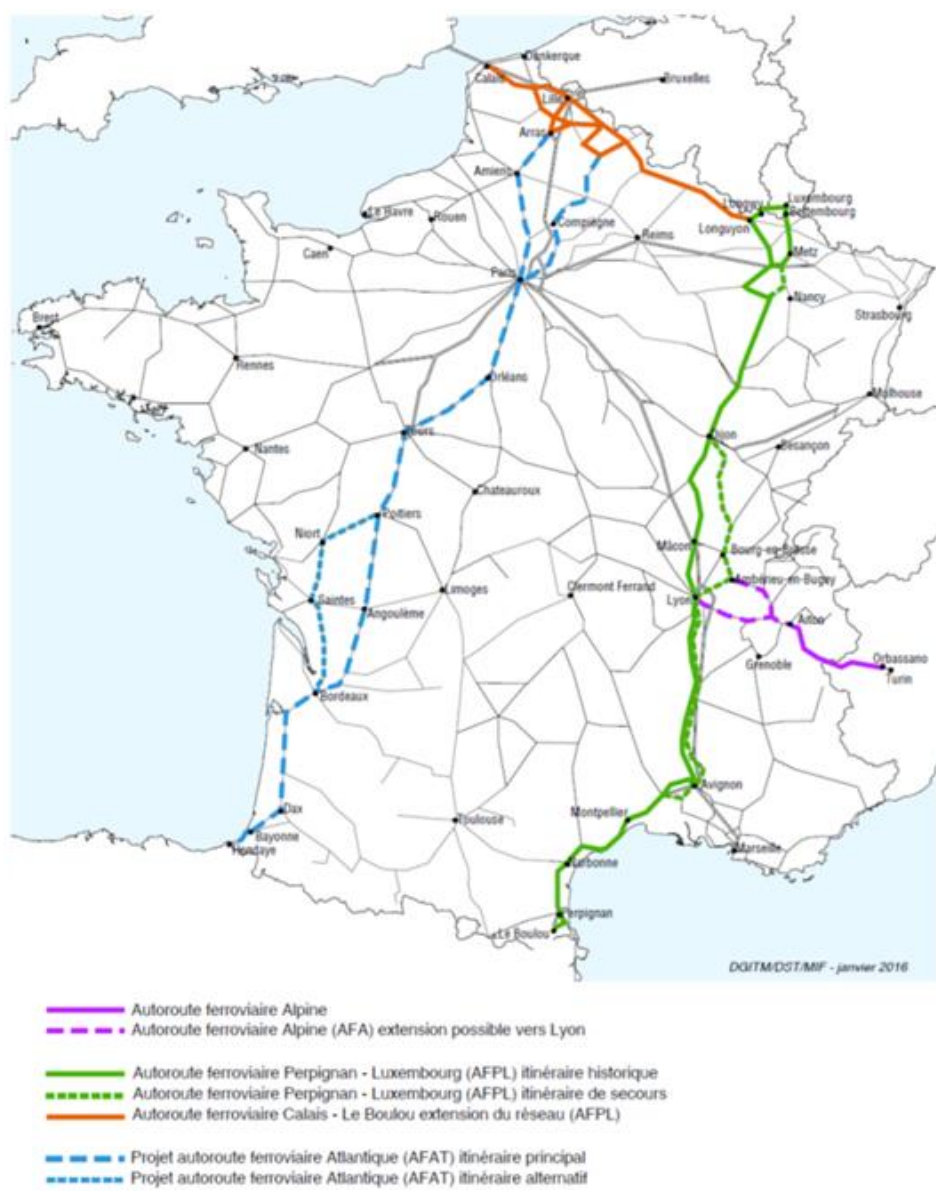 Dunkerque
Calais
Lille
Bruxelles
Arras
Amiens
Luxembourg
Longwy
Bettembourg
Le Havre
Rouen
Compiègne
Longuyon
Reims
Caen
Metz
Paris
Nancy
Strasbourg
Brest
Rennes
Orléans
Mulhouse
Tours
Dijon
Nantes
Besançon
Chateauroux
Poitiers
Niort
Mâcon
Bourg-en-Bresse
Ambérieu-en-Bugey
Saintes
Limoges
Clermont Ferrand
Lyon
Angoulême
Aiton
Grenoble
Orbassano
Turin
Bordeaux
Avignon
Dax
Montpellier
Toulouse
Bayonne
Hendaye
Marseille
Narbonne
Perpignan
Le Boulou
DGITM/DST/MIF - janvier 2016
Autoroute ferroviaire Alpine
Autoroute ferroviaire Alpine (AFA) extension possible vers Lyon
Autoroute ferroviaire Perpignan - Luxembourg (AFPL) itinéraire historique
Autoroute ferroviaire Perpignan - Luxembourg (AFPL) itinéraire de secours
Autoroute ferroviaire Calais - Le Boulou extension du réseau (AFPL)
Projet autoroute ferroviaire Atlantique (AFAT) itinéraire principal
Projet autoroute ferroviaire Atlantique (AFAT) itinéraire alternatif